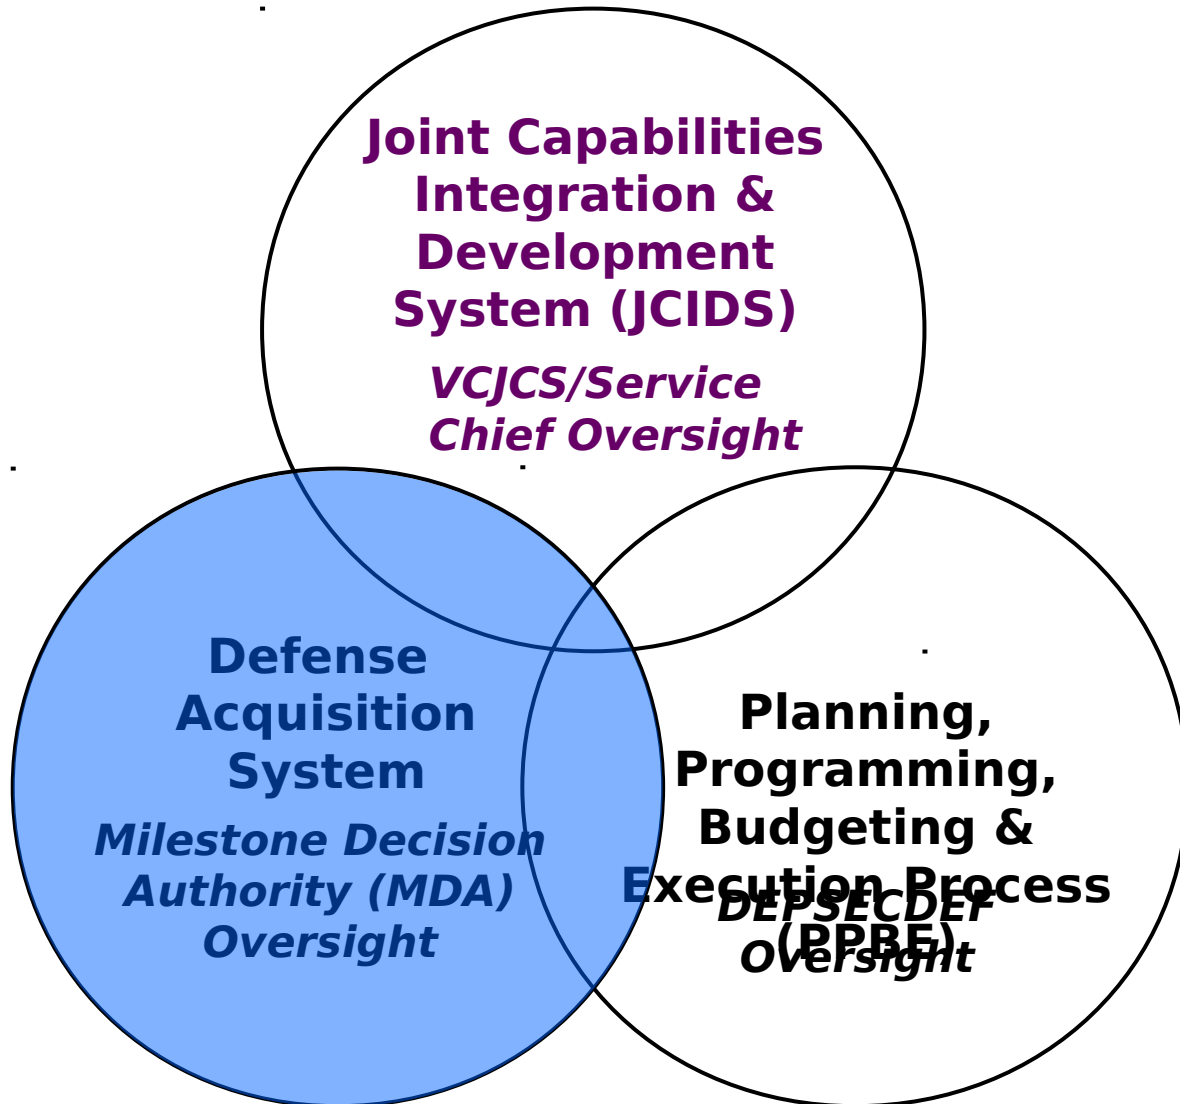 Joint Capabilities
Integration &
Development
System (JCIDS)
VCJCS/Service
Chief Oversight
Defense
Acquisition
System
Milestone Decision
Authority (MDA)
Oversight
Planning,
Programming,
Budgeting &
Execution Process
(PPBE)
DEPSECDEF
Oversight